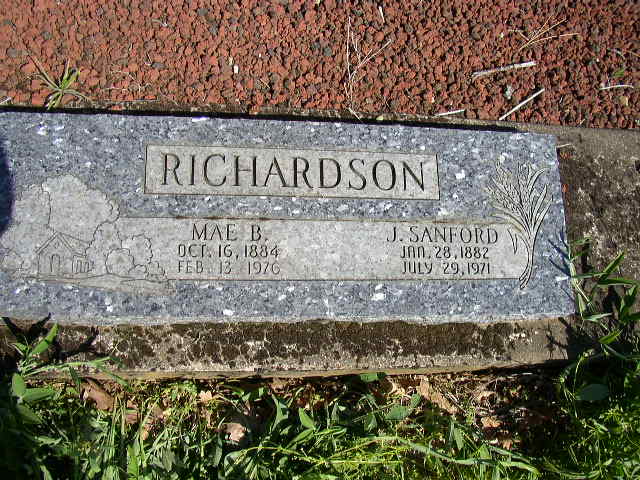 RICHARDSON
MAE B.
OCT. 16, 1884
FEB. 13 1976
J. SANFORD
JAN. 28, 1882
JULY 29, 1971